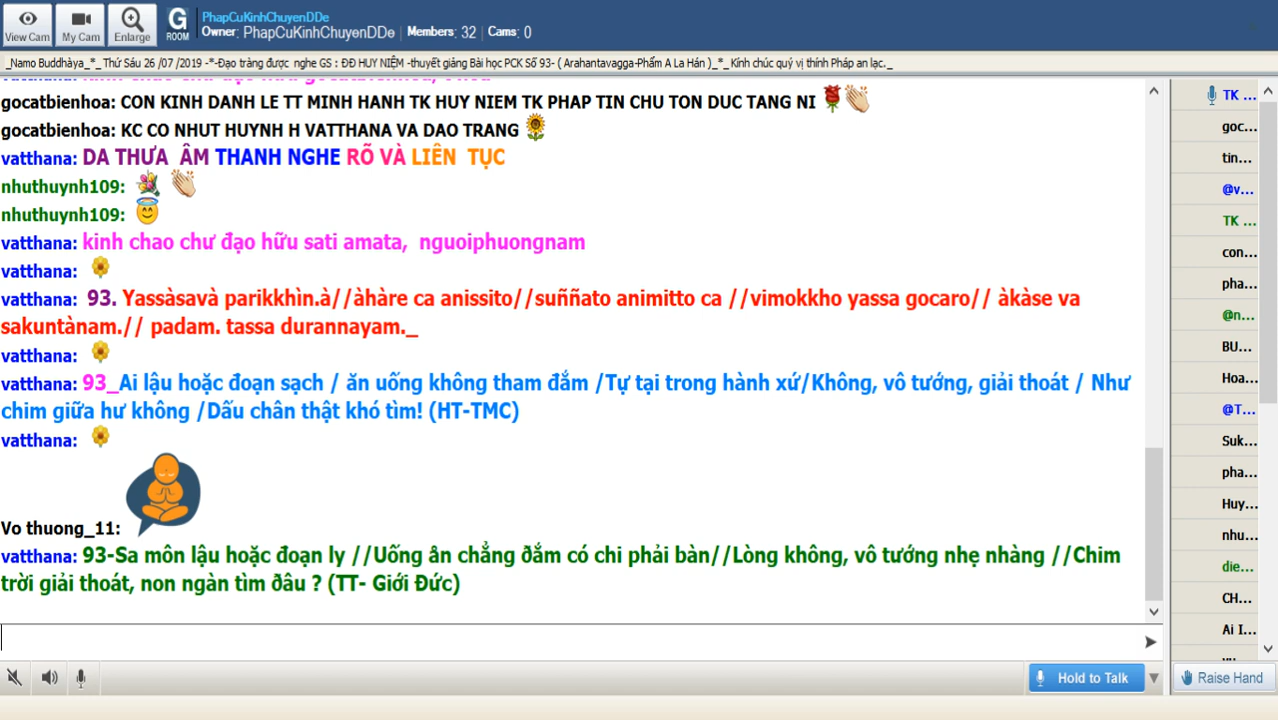 PhapCuKinhChuyenDDe
Owner: PhapCuKinhChuyenDDe Members: 32 Cams: 0
View Cam
My Cam
Enlarge
G
ROOM
_Namo Buddhàya_*_ Thứ Sáu 26 /07 /2019 -*-Đạo tràng được nghe GS : ĐĐ HUY NIỆM -thuyết giảng Bài học PCK Số 93- ( Arahantavagga-Phẩm A La Hán )_*_Kính chúc quý vị thính Pháp an lạc._
gocatbienhoa: CON KINH DANH LE TT MINH HANH TK HUY NIEM TK PHAP TIN CHU TON DUC TANG NI
gocatbienhoa: KC CO NHUT HUYNH H VATTHANA VA DAO TRANG
vatthana: DA THƯA ÂM THANH NGHE RÕ VÀ LIÊN TỤC
nhuthuynh109:
nhuthuynh109:
vatthana: kinh chao chư đạo hữu sati amata, nguoiphuongnam
vatthana:
vatthana: 93. Yassàsavà parikkhìn.à//àhàre ca anissito//suññato animitto ca //vimokkho yassa gocaro// àkàse va
sakuntànam.// padam. tassa durannayam._
vatthana:
vatthana: 93_Ai lậu hoặc đoạn sạch / ăn uống không tham đắm /Tự tại trong hành xứ/Không, vô tướng, giải thoát / Như
chim giữa hư không /Dấu chân thật khó tìm! (HT-TMC)
vatthana:
Vo thuong_11:
vatthana: 93-Sa môn lậu hoặc đoạn ly //Uống ân chẳng ðắm có chi phải bàn//Lòng không, vô tướng nhẹ nhàng //Chim
trời giải thoát, non ngàn tìm ðâu ? (TT- Giới Đức)
TK ...
goc...
tin...
@v...
TK ...
con...
pha...
@n...
BU...
Hoa...
@T...
Suk...
pha...
Huy...
nhu...
die...
CH...
Ai I...
Hold to Talk
Raise Hand